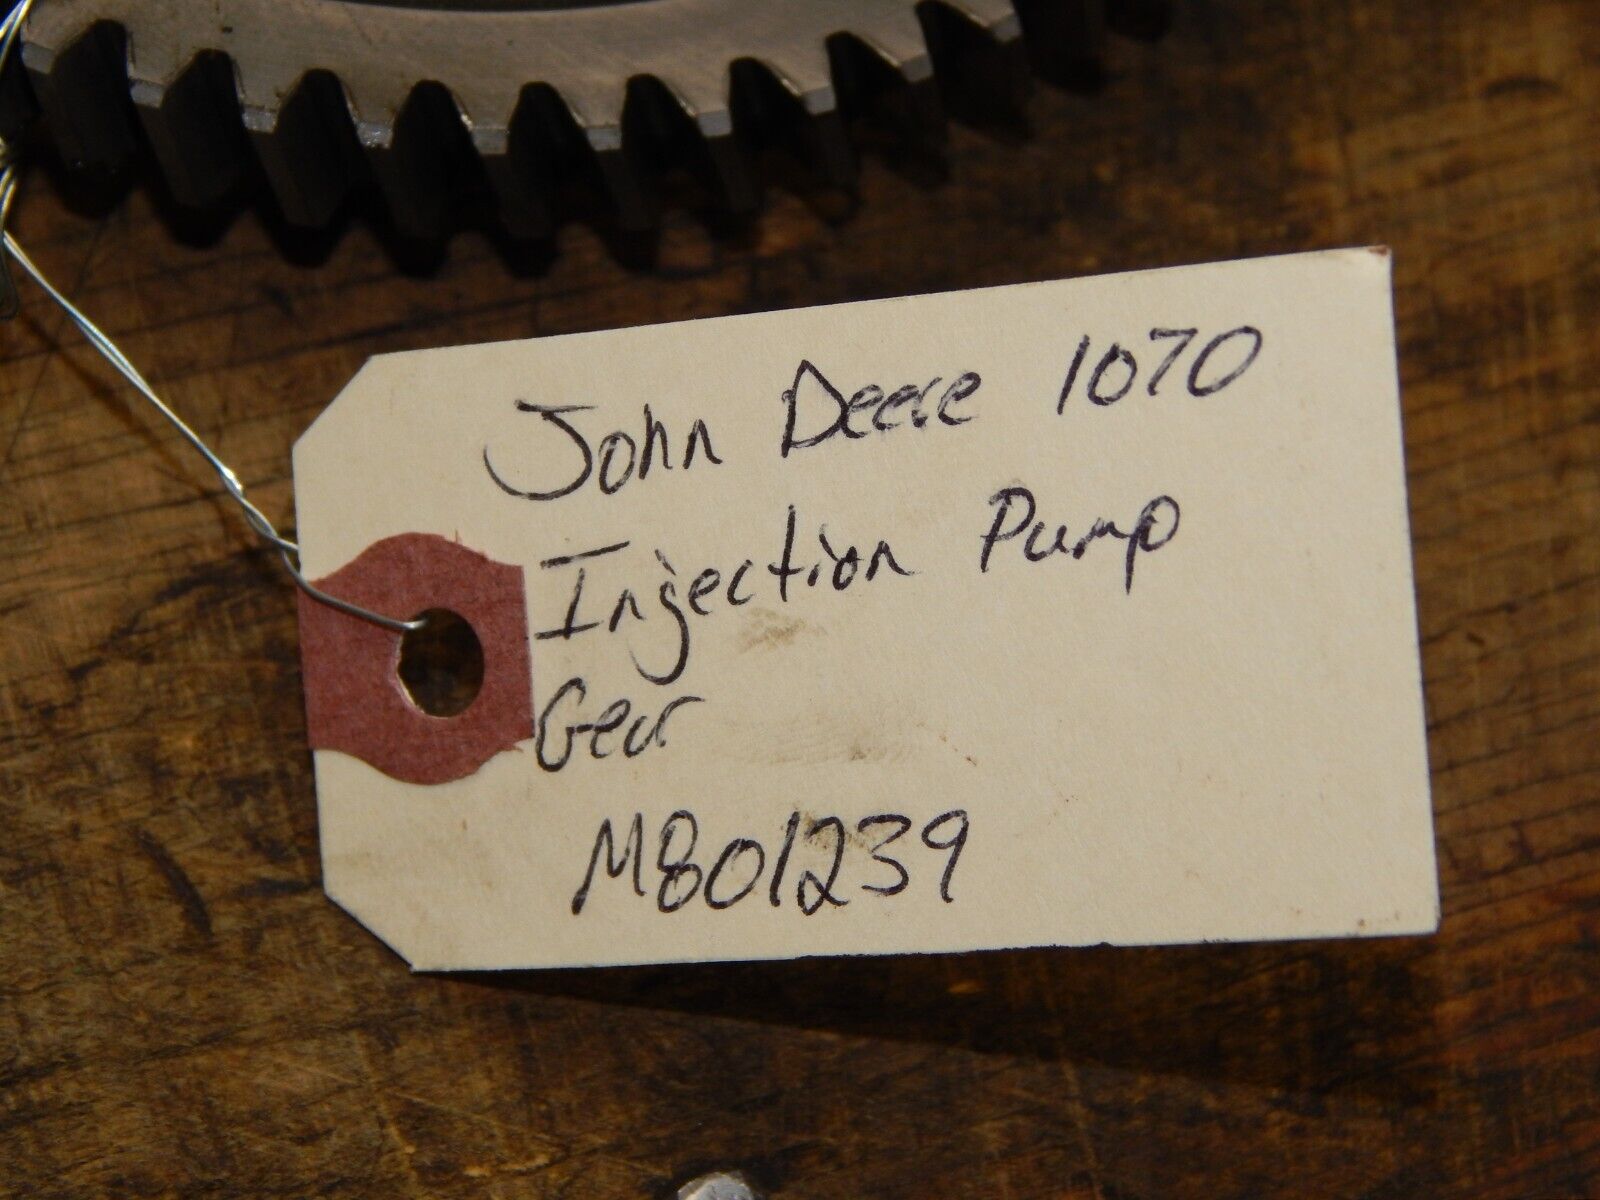 John Deere 1070
Injection Pump
Gear
M801239